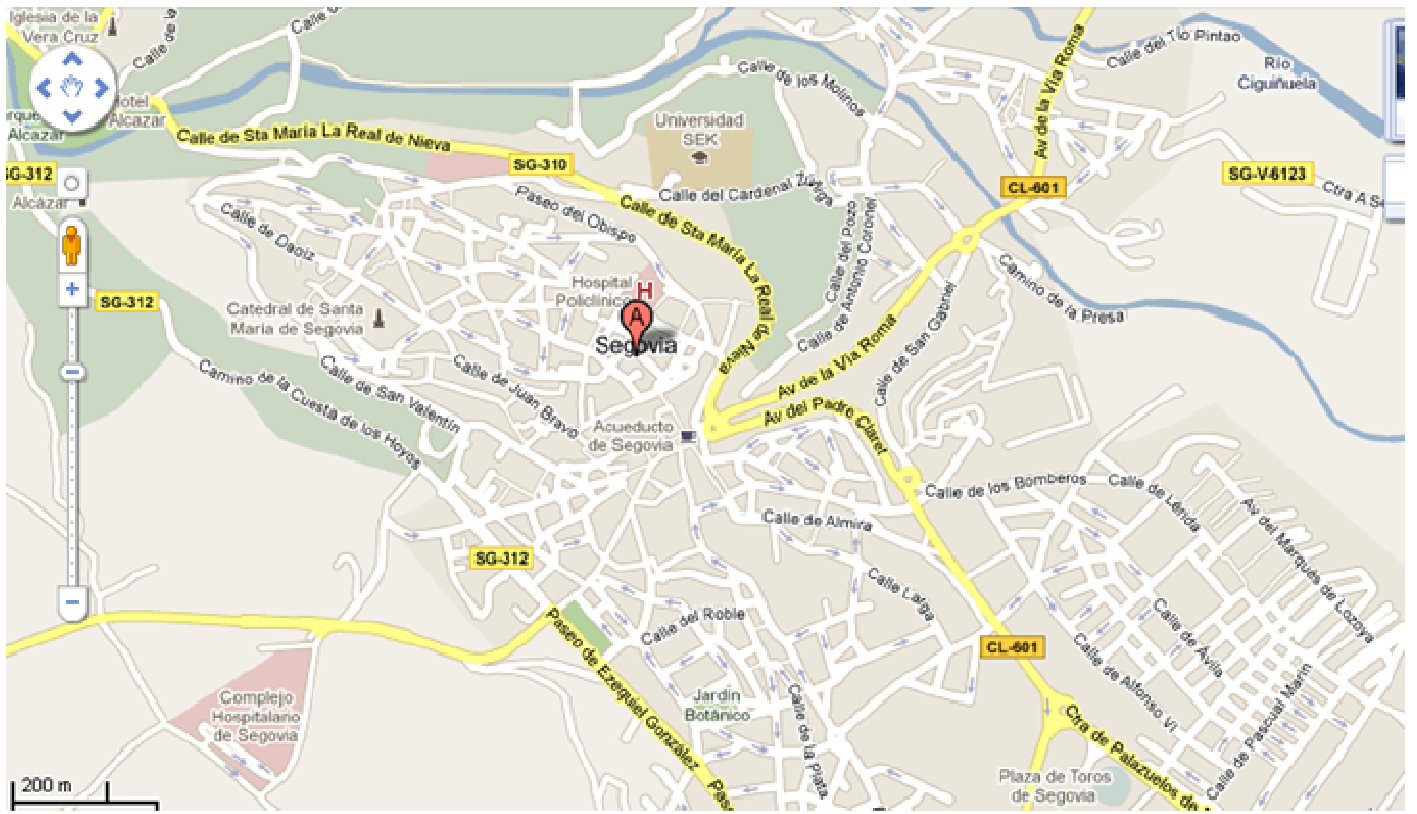 Iglesia de la
Vera Cruz
Calle de la
Calle
Calle del Tío Pintao
Río
Ciguiñuela
Av de la Vía Roma
Calle de los Molinos
Hotel
Alcazar
Alcazar
Calle de Sta María La Real de Nieva
Universidad
SEK
SG-310
SG-312
Alcázar
CL-601
SG-V-6123
Ctra A
Calle del Cardenal Zúñiga
Paseo del Obispo
Calle de Sta María La Real de Nieva
Calle de Daoiz
Calle del Pozo
Calle de Antonio Coronel
Camino de la Presa
Hospital
Policlínico
H
SG-312
Catedral de Santa
María de Segovia
A
Segovia
Av de la Vía Roma
Calle de San Gabriel
Camino de la Cuesta de los Hoyos
Calle de San Valentín
Calle de Juan Bravo
Av del Padre Claret
Acueducto
de Segovia
Calle de los Bomberos
Calle de Lérida
Av del Marqués de Lozoya
Calle de Almira
SG-312
Calle Larga
Calle del Roble
Calle de Ávila
CL-601
Calle de Alfonso VI
Paseo de Ezequiel González
Complejo
Hospitalario
de Segovia
Jardín
Botánico
Calle de la Plata
Calle de Pascual Marín
Ctra de Palazuelos de
Plaza de Toros
de Segovia
200 m